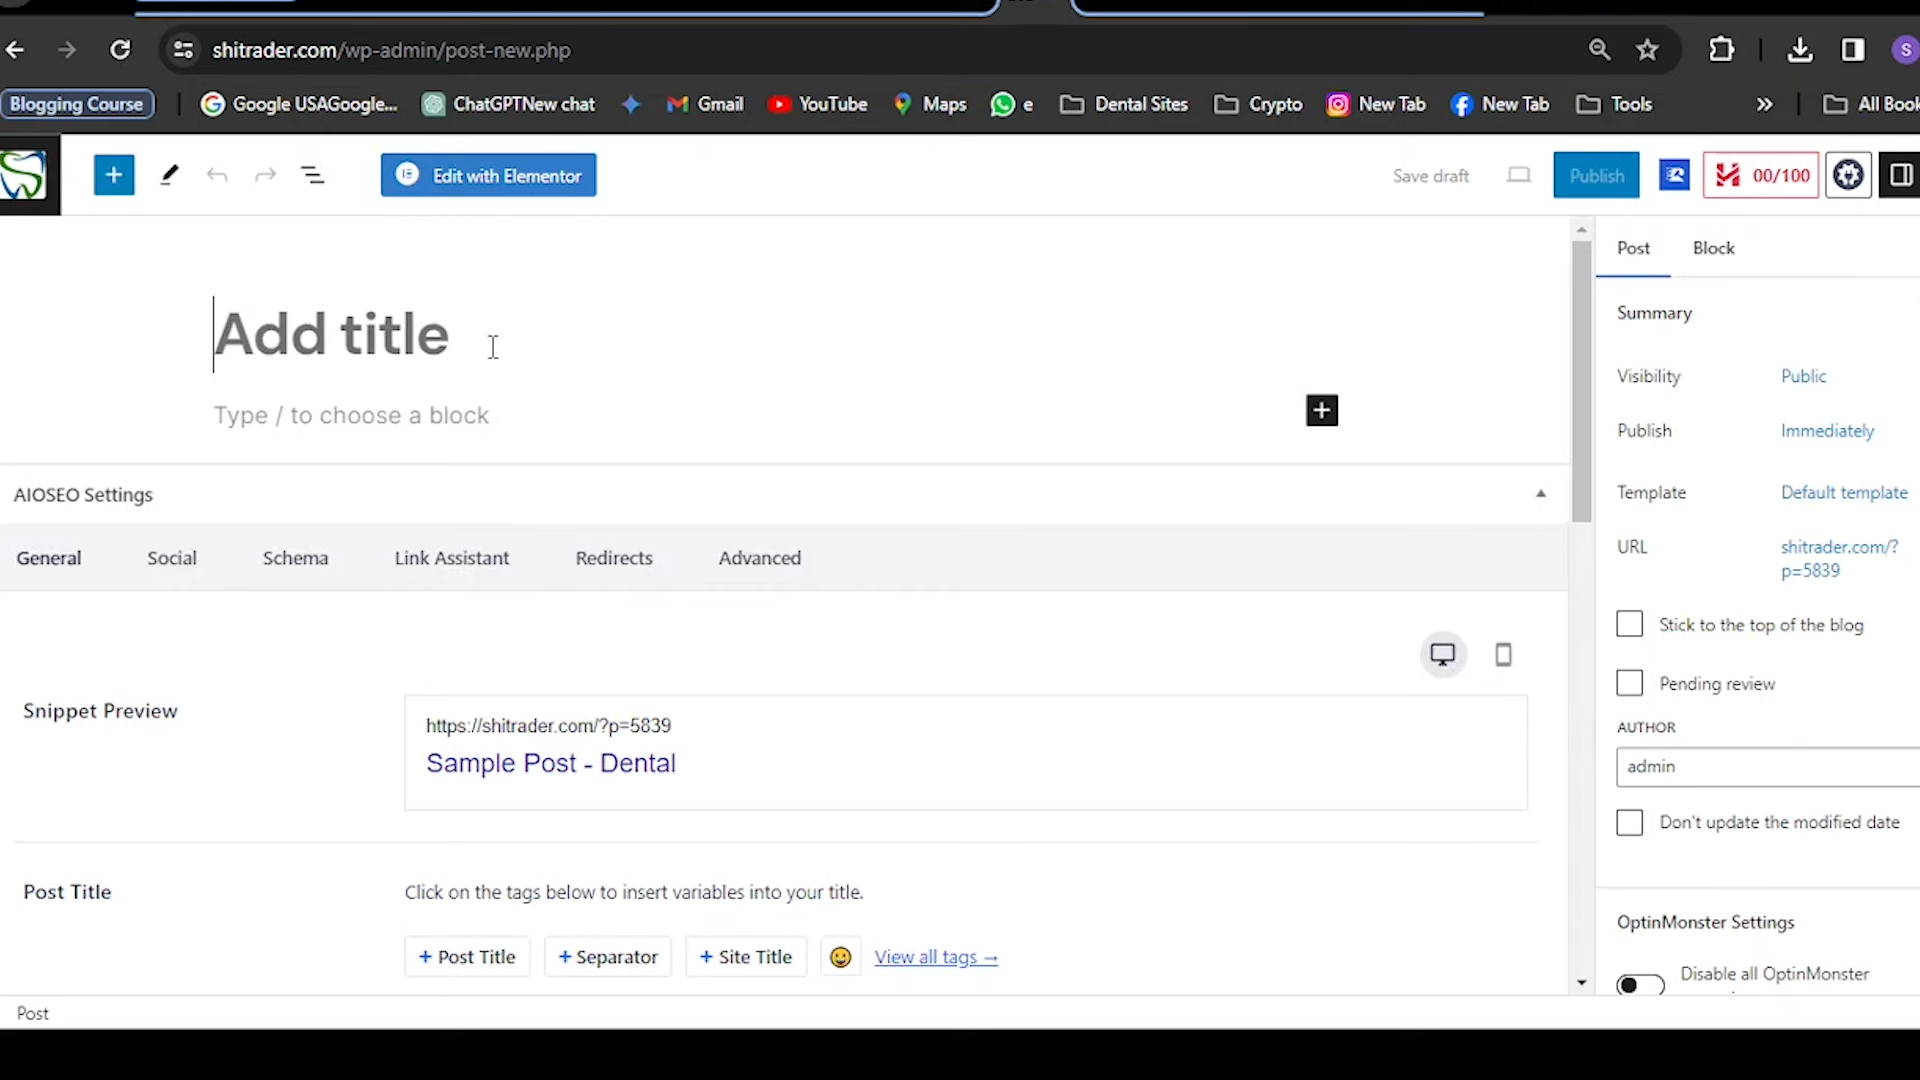 shitrader.com/wp-admin/post-new.php
S
Blogging Course
Google USAGoogle...
ChatGPTNew chat
Gmail
YouTube
Maps
e
Dental Sites
Crypto
New Tab
New Tab
Tools
All Book
Edit with Elementor
Save draft
Publish
00/100
Add title
Type / to choose a block
AIOSEO Settings
General
Social
Schema
Link Assistant
Redirects
Advanced
Snippet Preview
https://shitrader.com/?p=5839
Sample Post - Dental
Post Title
Click on the tags below to insert variables into your title.
+ Post Title
+ Separator
+ Site Title
View all tags →
Post
Block
Summary
Visibility
Public
Publish
Immediately
Template
Default template
URL
shitrader.com/?
p=5839
Stick to the top of the blog
Pending review
AUTHOR
admin
Don't update the modified date
OptinMonster Settings
Disable all OptinMonster
Post